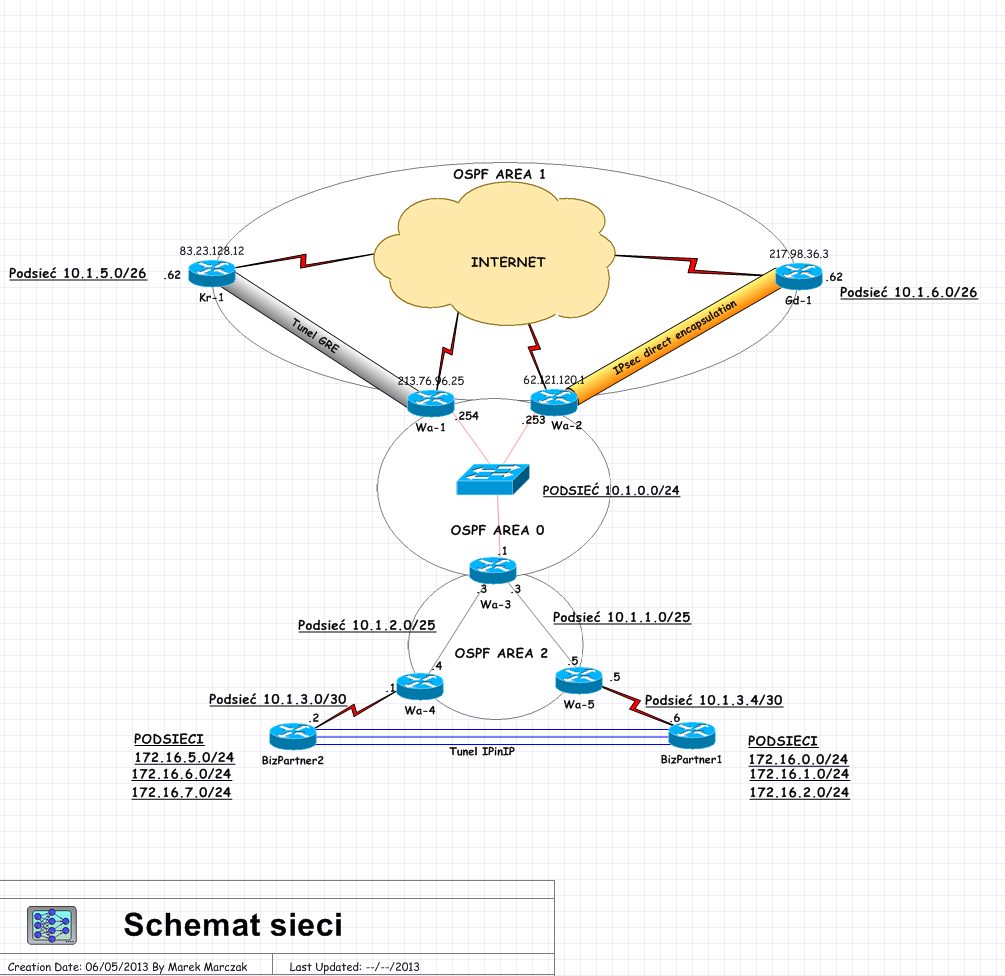 OSPF AREA 1
INTERNET
83.23.128.12
217.98.36.3
Podsieć 10.1.5.0/26
.62
.62
Kr-1
Gd-1
Podsieć 10.1.6.0/26
Tunel GRE
IPsec direct encapsulation
213.76.96.25
62.121.120.1
.254
.253
Wa-1
Wa-2
PODSIEĆ 10.1.0.0/24
OSPF AREA 0
.1
.3
.3
Wa-3
Podsieć 10.1.2.0/25
Podsieć 10.1.1.0/25
OSPF AREA 2
.4
.5
.1
.5
Wa-4
Wa-5
Podsieć 10.1.3.0/30
Podsieć 10.1.3.4/30
.2
.6
Tunel IPinIP
BizPartner2
BizPartner1
PODSIECI
172.16.5.0/24
172.16.6.0/24
172.16.7.0/24
PODSIECI
172.16.0.0/24
172.16.1.0/24
172.16.2.0/24
Schemat sieci
Creation Date: 06/05/2013 By Marek Marczak
Last Updated: --/--/2013